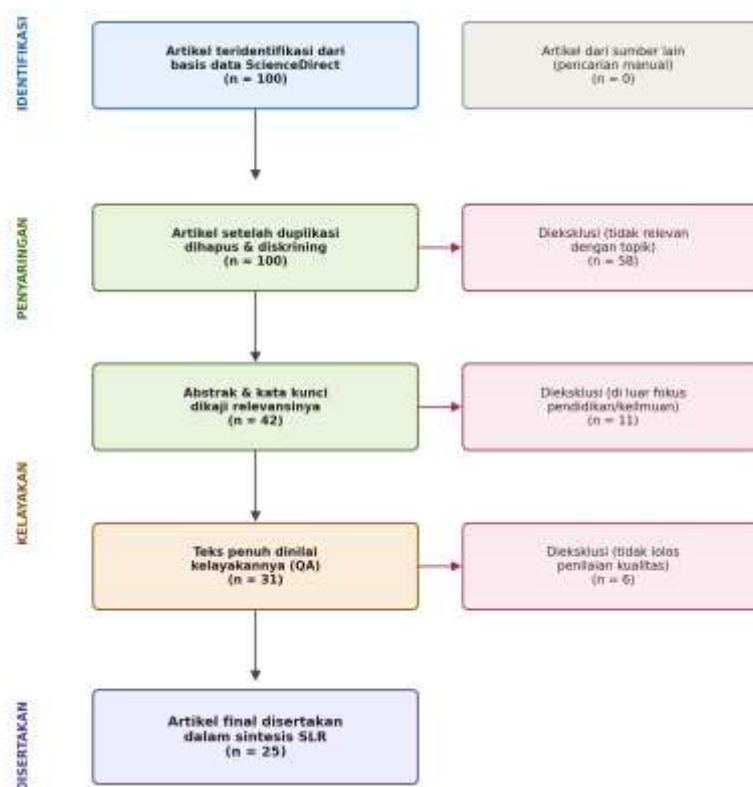 IDENTIFIKASI
Artikel teridentifikasi dari
basis data ScienceDirect
(n = 100)
Artikel dari sumber lain
(pencarian manual)
(n = 0)
PENYARINGAN
Artikel setelah duplikasi
dihapus & diskrining
(n = 100)
Dieksklusi (tidak relevan
dengan topik)
(n = 58)
Abstrak & kata kunci
dikaji relevansinya
(n = 42)
Dieksklusi (di luar fokus
pendidikan/keilmuan)
(n = 11)
KELAYAKAN
Teks penuh dinilai
kelayakannya (QA)
(n = 31)
Dieksklusi (tidak lolos
penilaian kualitas)
(n = 6)
DISERTAKAN
Artikel final disertakan
dalam sintesis SLR
(n = 25)